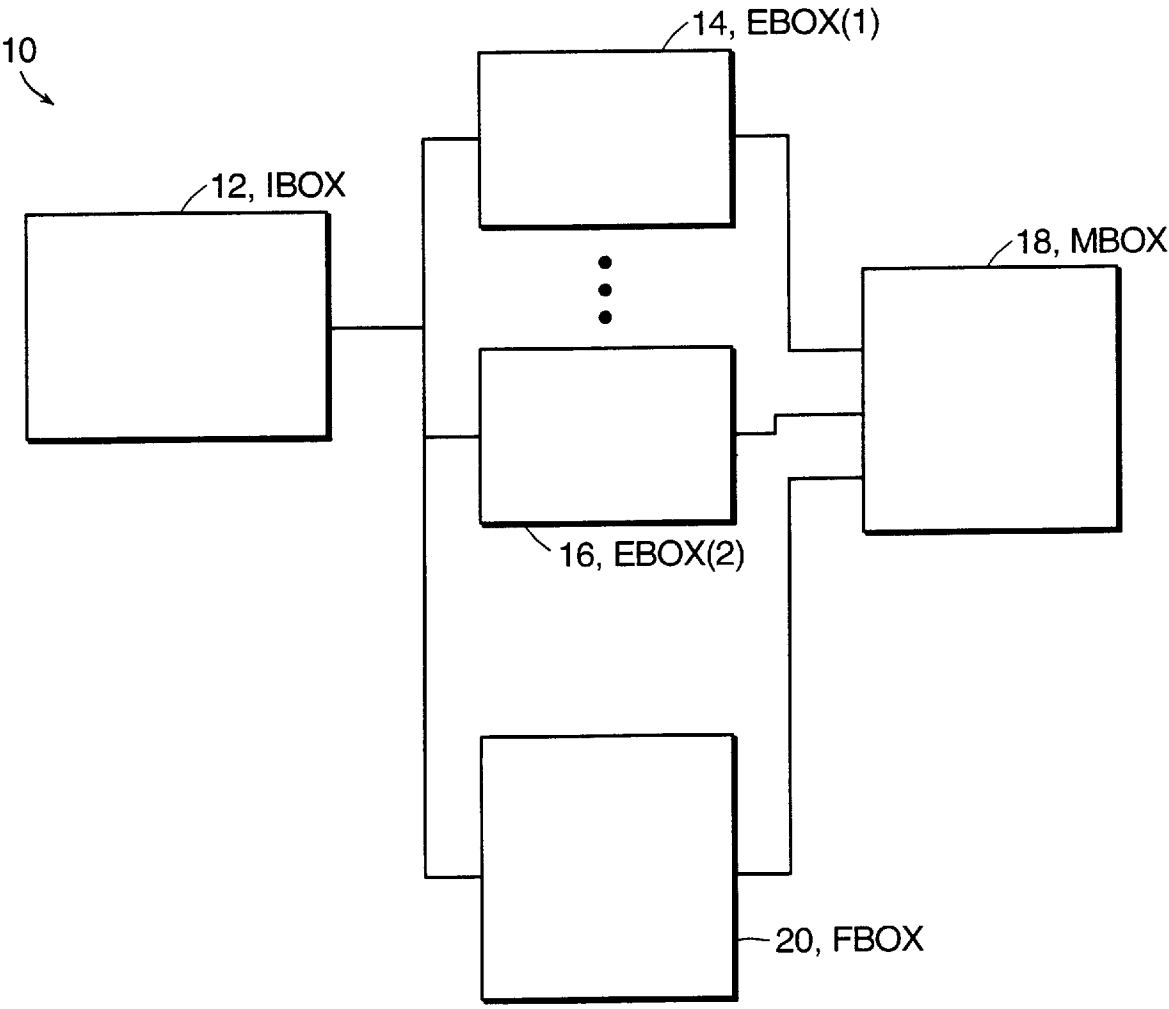 14, EBOX(1)
10
12, IBOX
18, MBOX
16, EBOX(2)
20, FBOX